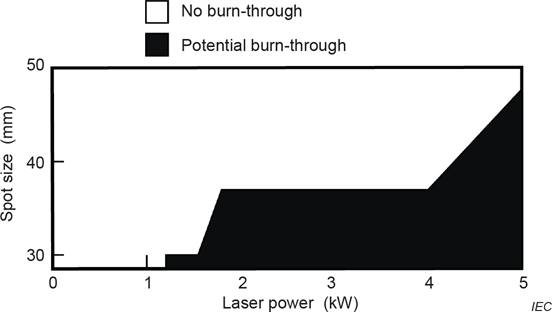 No burn-through
Potential burn-through
50
40
30
Spot size (mm)
0 1 2 3 4 5
Laser power (kW)
IEC